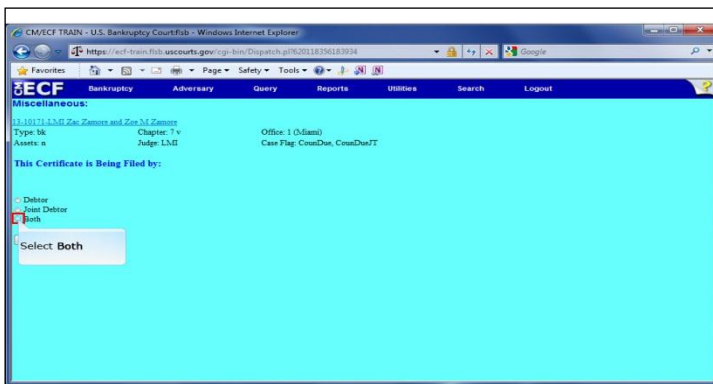 CM/ECF TRAIN - U.S. Bankruptcy Court:flsb - Windows Internet Explorer
https://ecf-train.flsb.uscourts.gov/cgi-bin/Dispatch.pl?620118356183934
Google
Favorites Page Safety Tools
ECF Bankruptcy Adversary Query Reports Utilities Search Logout ?
Miscellaneous:
13-10171-LMI Zac Zamore and Zoe M Zamore
Type: bk Chapter: 7 v Office: 1 (Miami)
Assets: n Judge: LMI Case Flag: CounDue, CounDueJT
This Certificate is Being Filed by:
Debtor
Joint Debtor
Both
Select Both